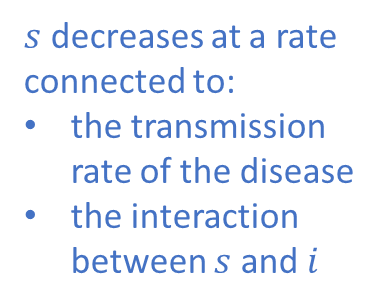 s decreases at a rate
connected to:
• the transmission
rate of the disease
• the interaction
between s and i